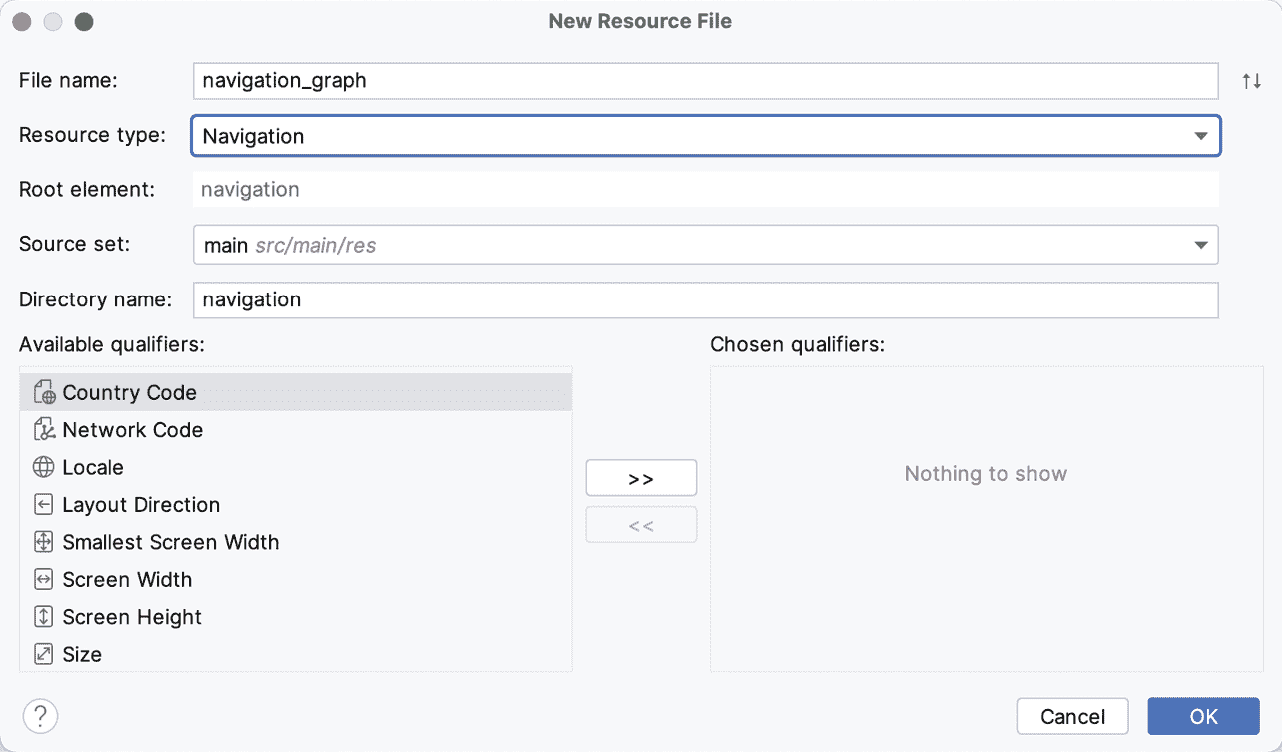 New Resource File
File name: navigation_graph
Resource type: Navigation
Root element: navigation
Source set: main src/main/res
Directory name: navigation
Available qualifiers:
Chosen qualifiers:
Country Code
Network Code
Locale
Layout Direction
Smallest Screen Width
Screen Width
Screen Height
Size
>>
<<
Nothing to show
?
Cancel
OK